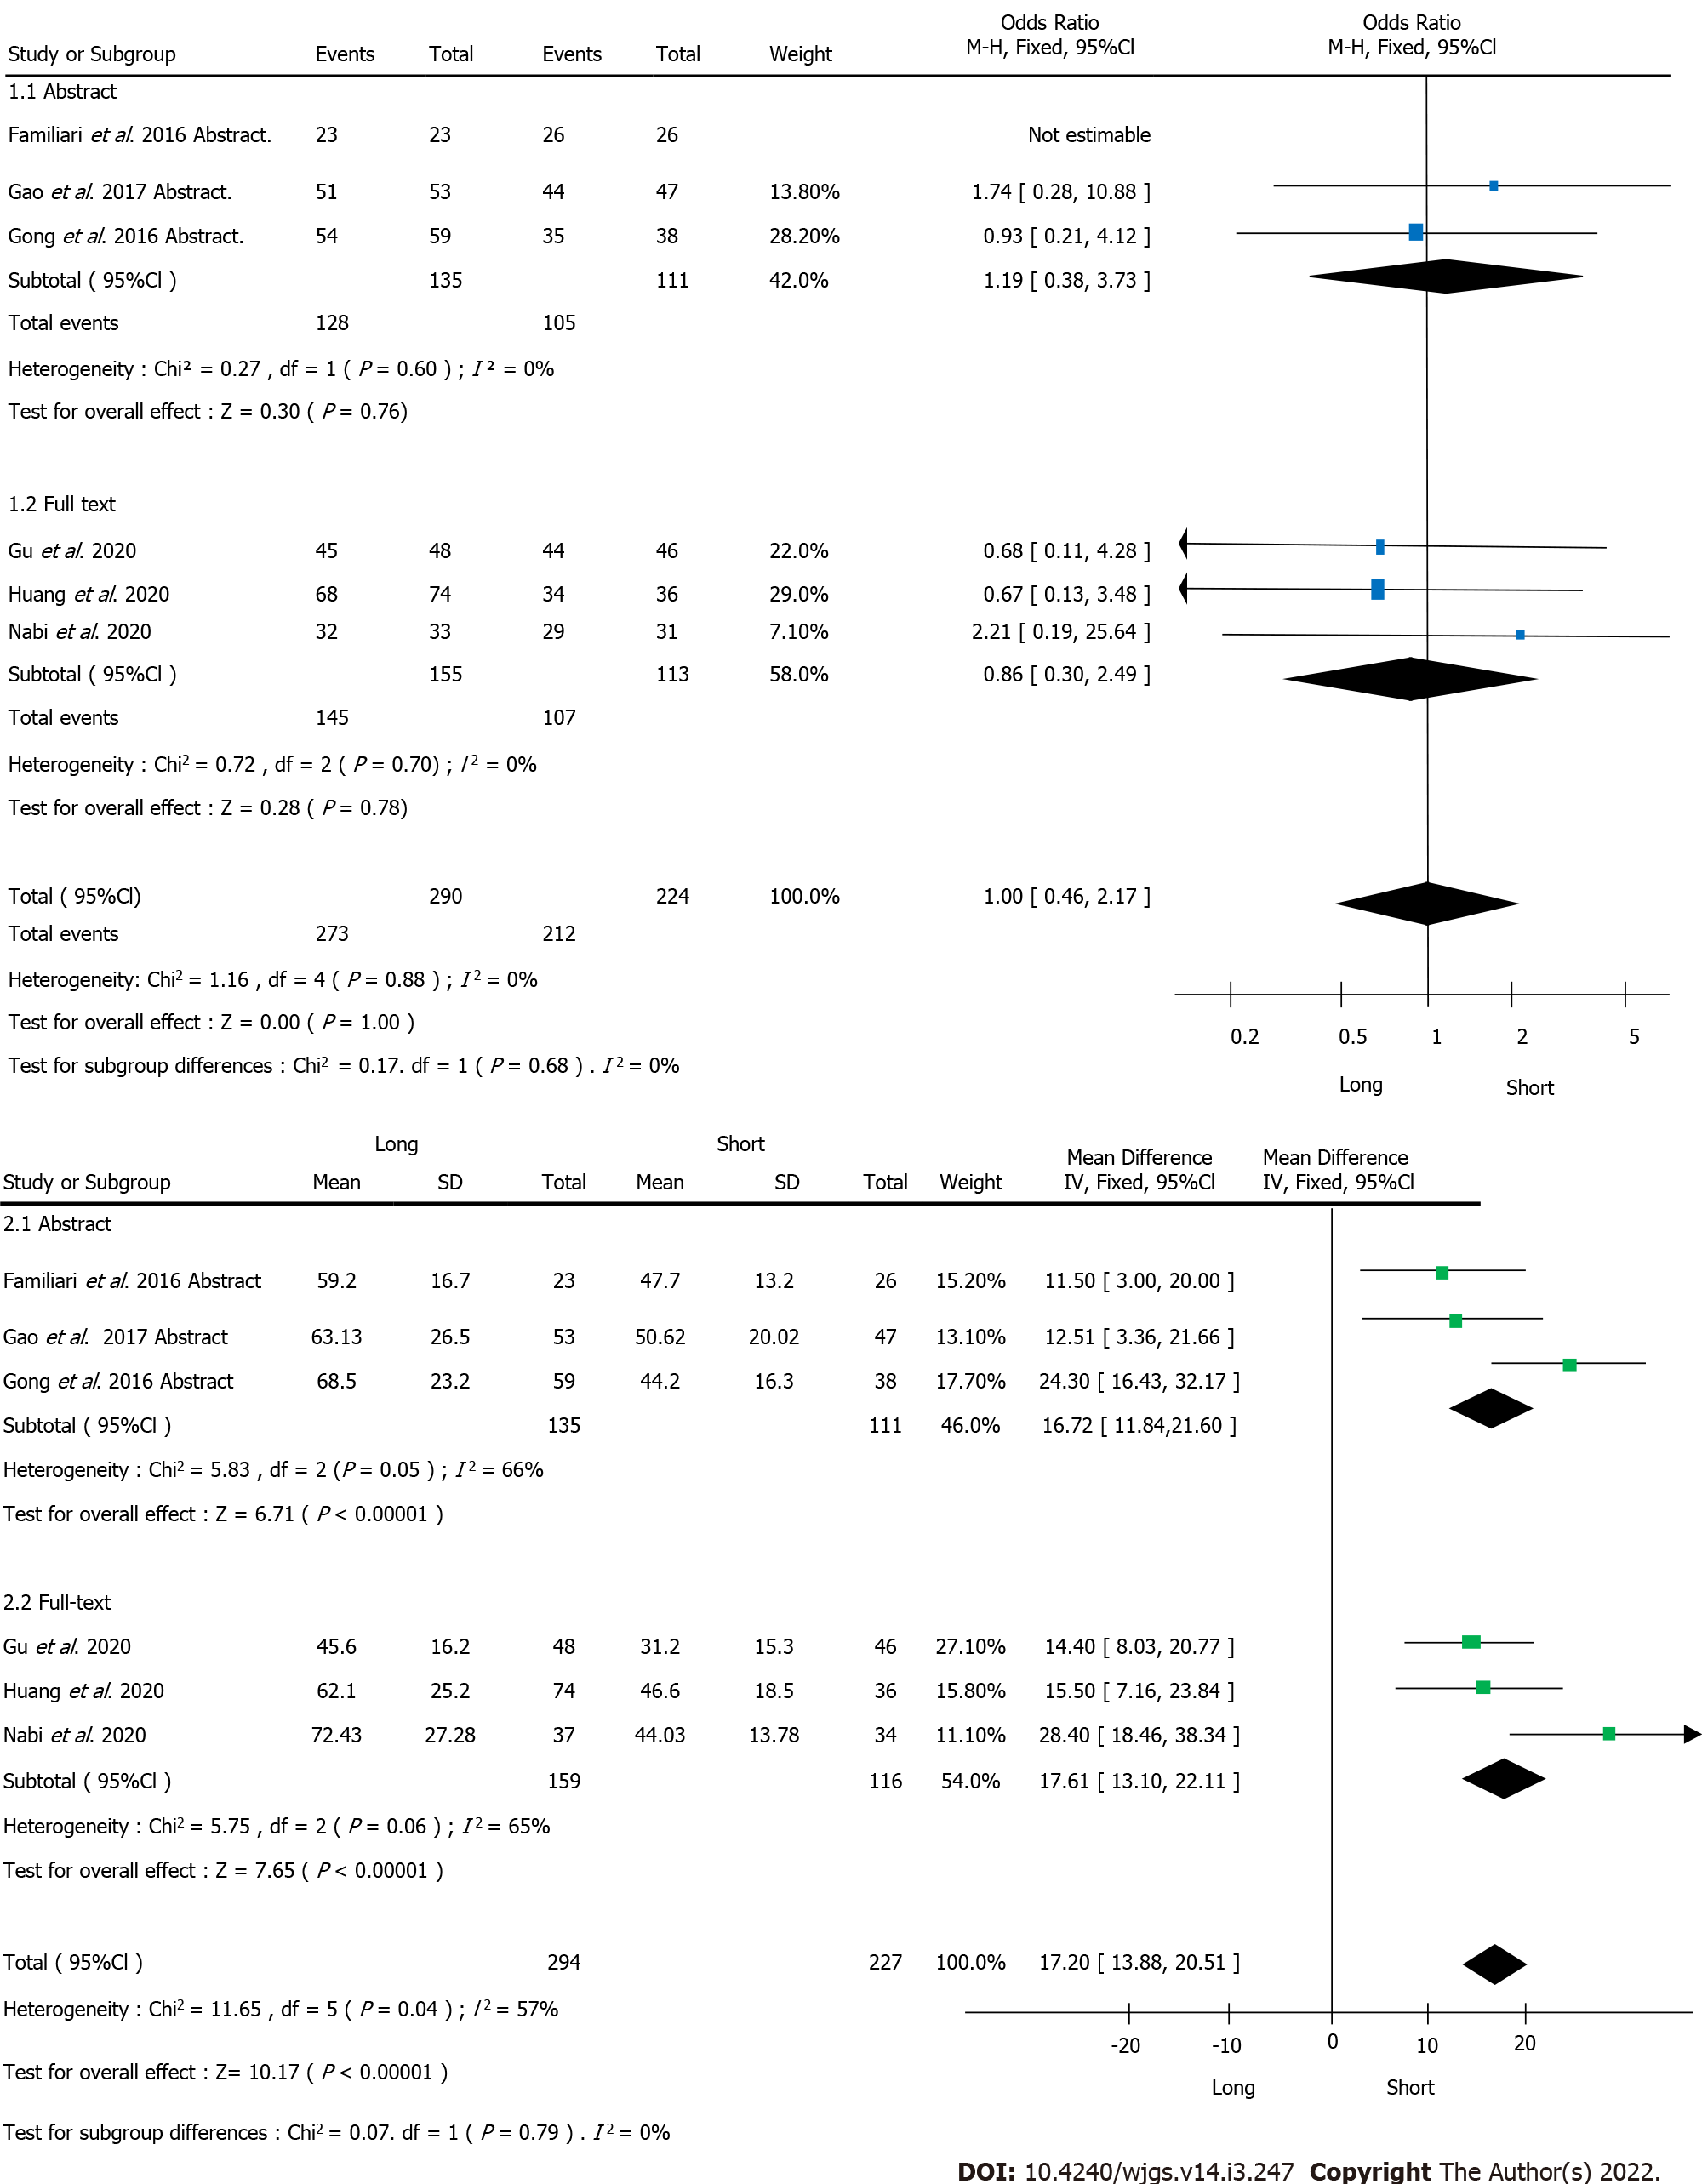 Odds Ratio Odds Ratio
Study or Subgroup Events Total Events Total Weight M-H, Fixed, 95%Cl M-H, Fixed, 95%Cl
1.1 Abstract
Familiari et al. 2016 Abstract. 23 23 26 26 Not estimable
Gao et al. 2017 Abstract. 51 53 44 47 13.80% 1.74 [ 0.28, 10.88 ]
Gong et al. 2016 Abstract. 54 59 35 38 28.20% 0.93 [ 0.21, 4.12 ]
Subtotal ( 95%Cl ) 135 111 42.0% 1.19 [ 0.38, 3.73 ]
Total events 128 105
Heterogeneity : Chi² = 0.27 , df = 1 ( P = 0.60 ) ; I ² = 0%
Test for overall effect : Z = 0.30 ( P = 0.76)
1.2 Full text
Gu et al. 2020 45 48 44 46 22.0% 0.68 [ 0.11, 4.28 ]
Huang et al. 2020 68 74 34 36 29.0% 0.67 [ 0.13, 3.48 ]
Nabi et al. 2020 32 33 29 31 7.10% 2.21 [ 0.19, 25.64 ]
Subtotal ( 95%Cl ) 155 113 58.0% 0.86 [ 0.30, 2.49 ]
Total events 145 107
Heterogeneity : Chi² = 0.72 , df = 2 ( P = 0.70) ; I ² = 0%
Test for overall effect : Z = 0.28 ( P = 0.78)
Total ( 95%Cl) 290 224 100.0% 1.00 [ 0.46, 2.17 ]
Total events 273 212
Heterogeneity: Chi² = 1.16 , df = 4 ( P = 0.88 ) ; I ² = 0%
Test for overall effect : Z = 0.00 ( P = 1.00 )
0.2 0.5 1 2 5
Test for subgroup differences : Chi² = 0.17. df = 1 ( P = 0.68 ) . I ² = 0%
Long Short
Long Short
Mean Difference Mean Difference
Study or Subgroup Mean SD Total Mean SD Total Weight IV, Fixed, 95%Cl IV, Fixed, 95%Cl
2.1 Abstract
Familiari et al. 2016 Abstract 59.2 16.7 23 47.7 13.2 26 15.20% 11.50 [ 3.00, 20.00 ]
Gao et al. 2017 Abstract 63.13 26.5 53 50.62 20.02 47 13.10% 12.51 [ 3.36, 21.66 ]
Gong et al. 2016 Abstract 68.5 23.2 59 44.2 16.3 38 17.70% 24.30 [ 16.43, 32.17 ]
Subtotal ( 95%Cl ) 135 111 46.0% 16.72 [ 11.84,21.60 ]
Heterogeneity : Chi² = 5.83 , df = 2 (P = 0.05 ) ; I ² = 66%
Test for overall effect : Z = 6.71 ( P < 0.00001 )
2.2 Full-text
Gu et al. 2020 45.6 16.2 48 31.2 15.3 46 27.10% 14.40 [ 8.03, 20.77 ]
Huang et al. 2020 62.1 25.2 74 46.6 18.5 36 15.80% 15.50 [ 7.16, 23.84 ]
Nabi et al. 2020 72.43 27.28 37 44.03 13.78 34 11.10% 28.40 [ 18.46, 38.34 ]
Subtotal ( 95%Cl ) 159 116 54.0% 17.61 [ 13.10, 22.11 ]
Heterogeneity : Chi² = 5.75 , df = 2 ( P = 0.06 ) ; I ² = 65%
Test for overall effect : Z = 7.65 ( P < 0.00001 )
Total ( 95%Cl ) 294 227 100.0% 17.20 [ 13.88, 20.51 ]
Heterogeneity : Chi² = 11.65 , df = 5 ( P = 0.04 ) ; I ² = 57%
-20 -10 0 10 20
Test for overall effect : Z= 10.17 ( P < 0.00001 )
Long Short
Test for subgroup differences : Chi² = 0.07. df = 1 ( P = 0.79 ) . I ² = 0%
DOI: 10.4240/wjgs.v14.i3.247 Copyright The Author(s) 2022.